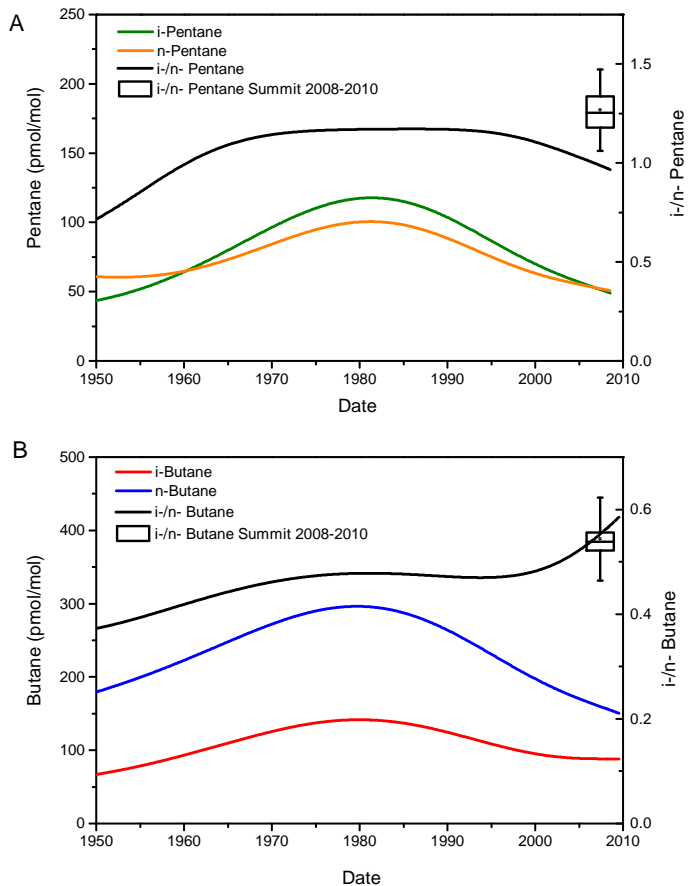 A
250
200
150
100
50
0
Pentane (pmol/mol)
i-Pentane
n-Pentane
i-/n- Pentane
i-/n- Pentane Summit 2008-2010
1.5
1.0
0.5
0.0
i-/n- Pentane
1950 1960 1970 1980 1990 2000 2010
Date
B
500
400
300
200
100
0
Butane (pmol/mol)
i-Butane
n-Butane
i-/n- Butane
i-/n- Butane Summit 2008-2010
0.6
0.4
0.2
0.0
i-/n- Butane
1950 1960 1970 1980 1990 2000 2010
Date